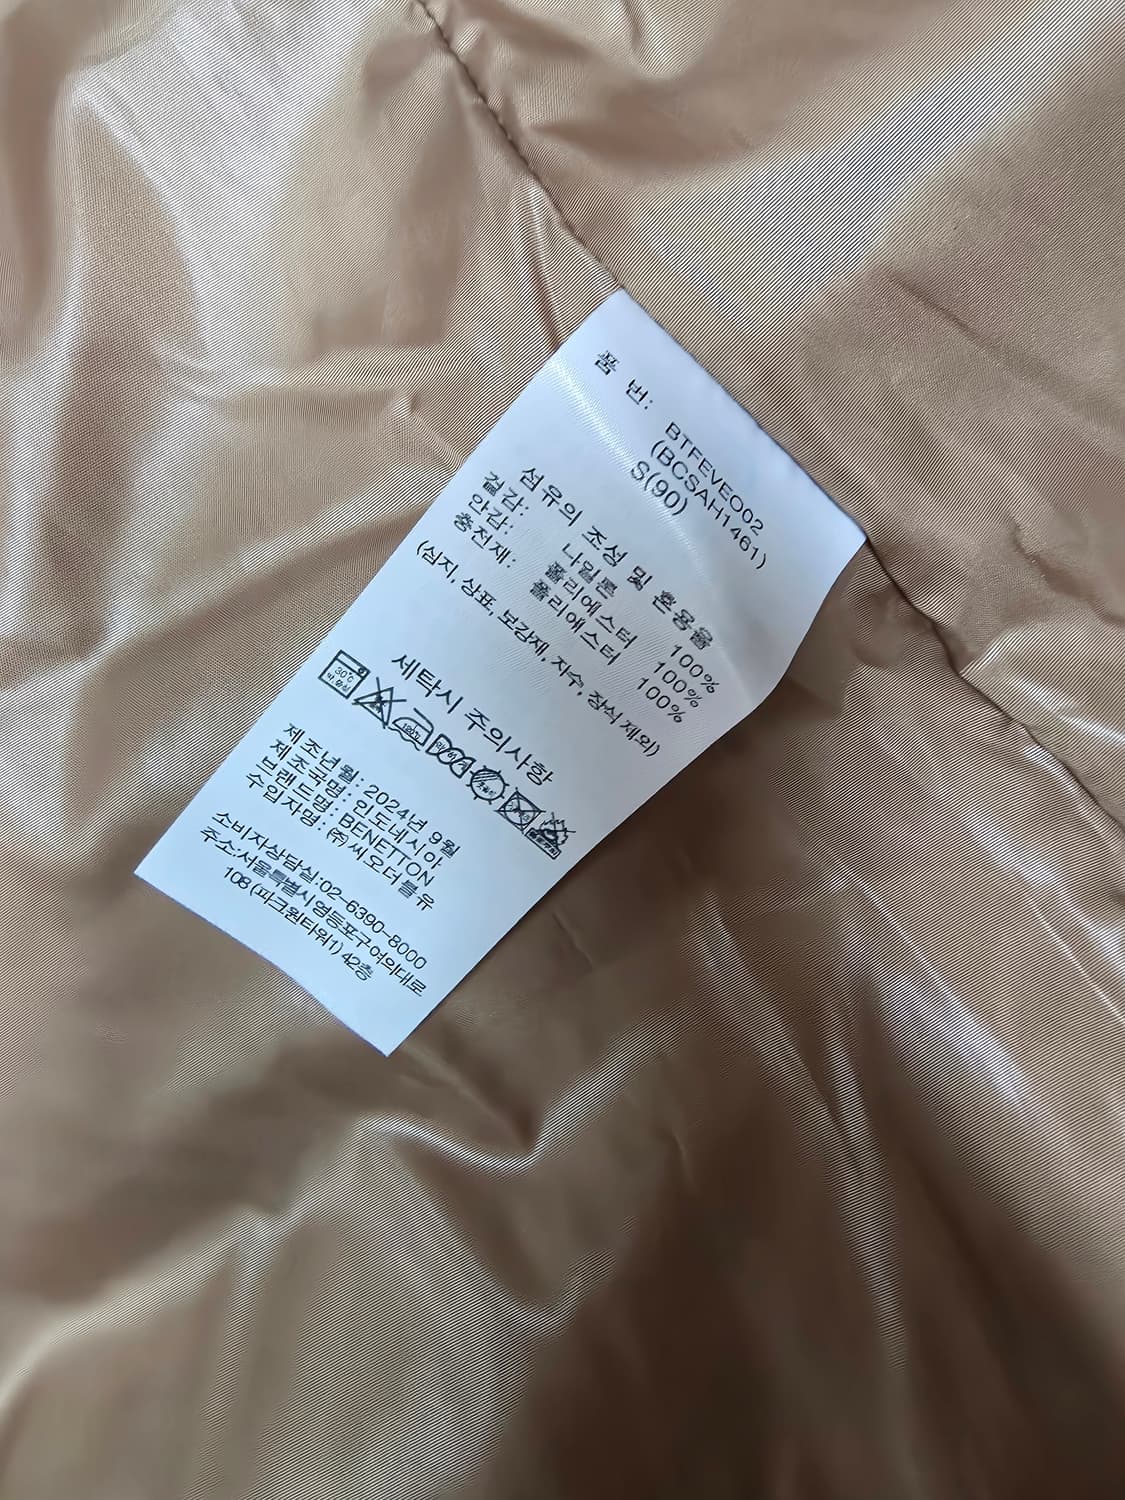 품 번: BTFEVEO02
(BCSAH1461)
S(90)
섬유의 조성 및 혼용율
겉감: 나일론 100%
안감: 폴리에스터 100%
충전재: 폴리에스터 100%
(심지, 상표, 보강재, 자수, 장식 제외)
세탁시 주의사항
30℃
제조년월: 2024년 9월
제조국명: 인도네시아
브랜드명: BENETTON
수입자명: ㈜씨오더블유
소비자상담실:02-6390-8000
주소:서울특별시 영등포구 여의대로
108 (파크원타워1) 42층